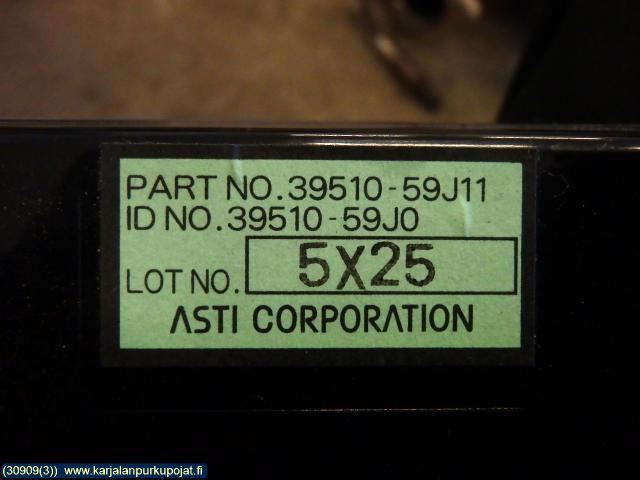 PART NO. 39510-59J11
ID NO. 39510-59J0
LOT NO. 5X25
ASTI CORPORATION
(30909(3)) www.karjalanpurkupojat.fi